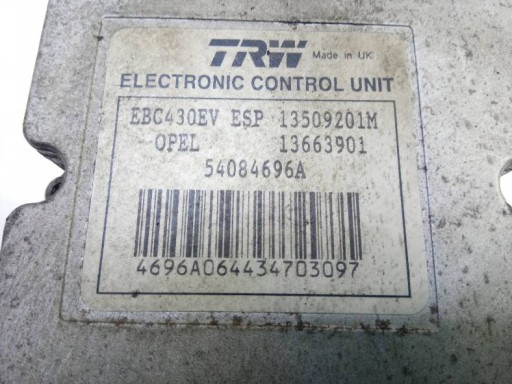 TRW Made in UK
ELECTRONIC CONTROL UNIT
EBC430EV ESP 13509201M
OPEL 13663901
54084696A
4696A064434703097